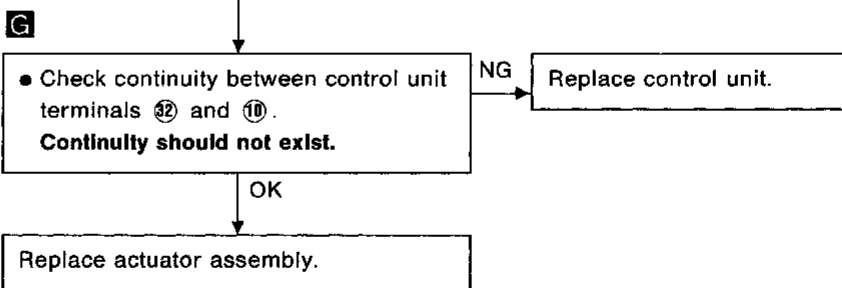 G
● Check continuity between control unit
terminals ㉜ and ⑩.
Continuity should not exist.
NG
Replace control unit.
OK
Replace actuator assembly.